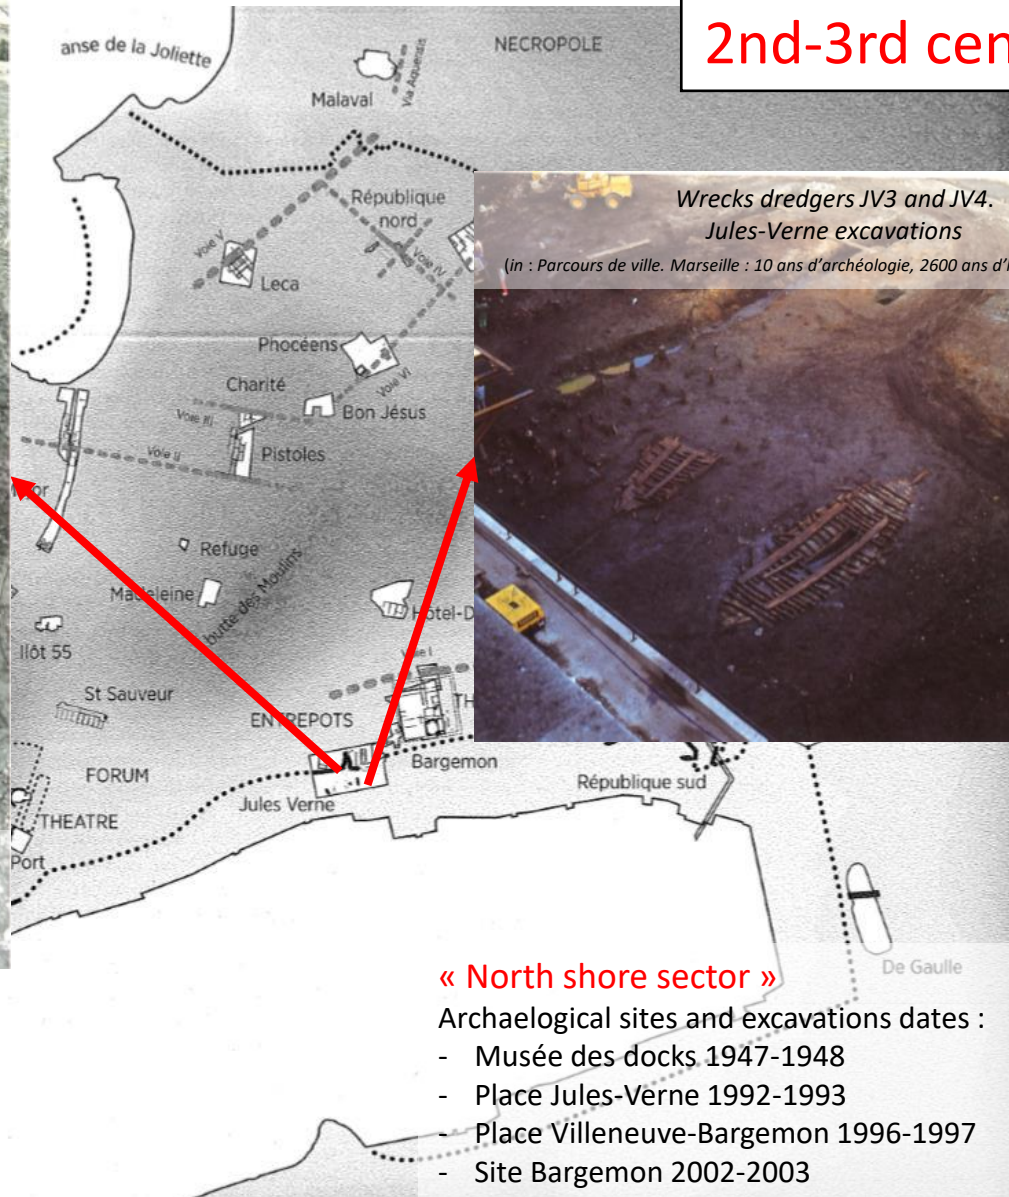 2nd-3rd cen
anse de la Joliette
NECROPOLE
Via Aquensis
Malaval
République
nord
Voie V
Voie IV
Leca
Wrecks dredgers JV3 and JV4.
Jules-Verne excavations
(in : Parcours de ville. Marseille : 10 ans d'archéologie, 2600 ans d'
Phocéens
Voie VI
Charité
Bon Jésus
Voie III
Voie II
Pistoles
Refuge
Madeleine
butte des Moulins
Hôtel-D
Ilôt 55
Voie I
St Sauveur
ENTREPOTS
TH
Bargemon
FORUM
Jules Verne
République sud
THEATRE
Port
De Gaulle
« North shore sector »
Archaelogical sites and excavations dates :
- Musée des docks 1947-1948
- Place Jules-Verne 1992-1993
- Place Villeneuve-Bargemon 1996-1997
- Site Bargemon 2002-2003